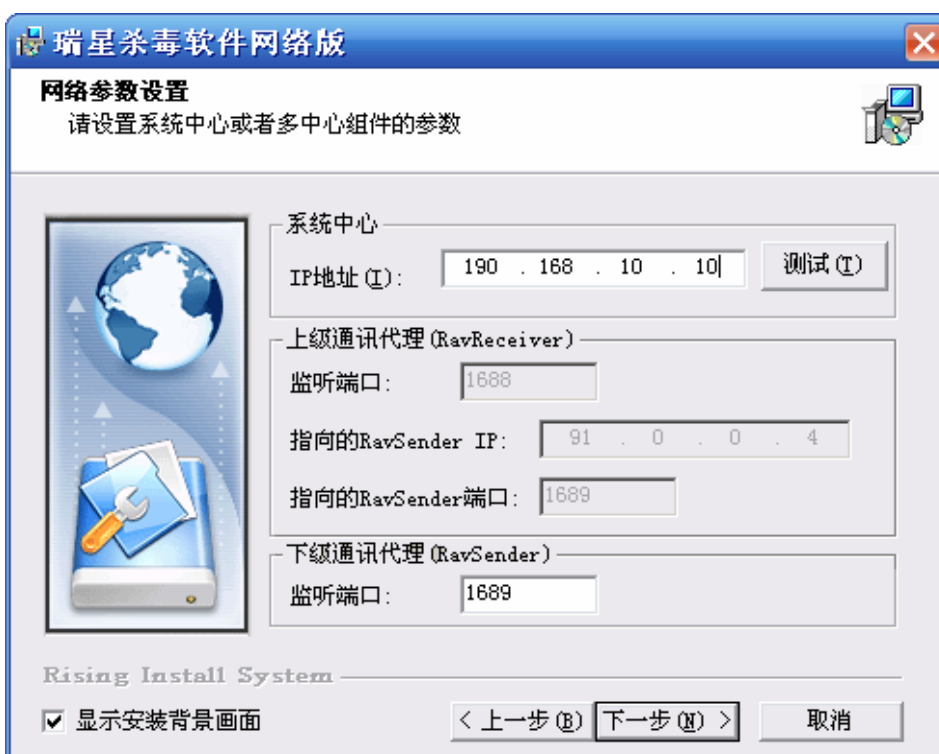 瑞星杀毒软件网络版
网络参数设置
请设置系统中心或者多中心组件的参数
系统中心
IP地址(I): 190 . 168 . 10 . 10 测试(T)
上级通讯代理(RavReceiver)
监听端口: 1688
指向的RavSender IP: 91 . 0 . 0 . 4
指向的RavSender端口: 1689
下级通讯代理(RavSender)
监听端口: 1689
Rising Install System
显示安装背景画面 < 上一步(B) 下一步(N) > 取消